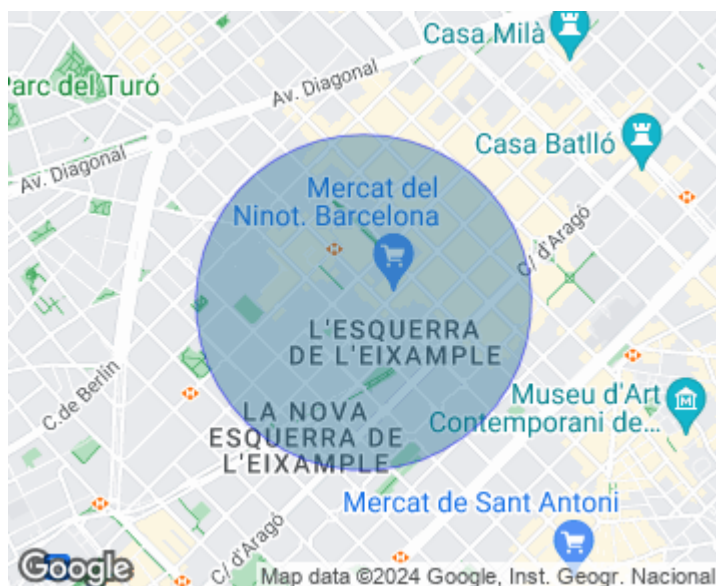 Casa Milà
Parc del Turó
Av. Diagonal
Casa Batlló
Av. Diagonal
Mercat del
Ninot. Barcelona
C/ d'Aragó
L'ESQUERRA
DE L'EIXAMPLE
C.de Berlin
LA NOVA
ESQUERRA DE
L'EIXAMPLE
Museu d'Art
Contemporani de...
Mercat de Sant Antoni
C/ d'Aragó
Google
Map data ©2024 Google, Inst. Geogr. Nacional